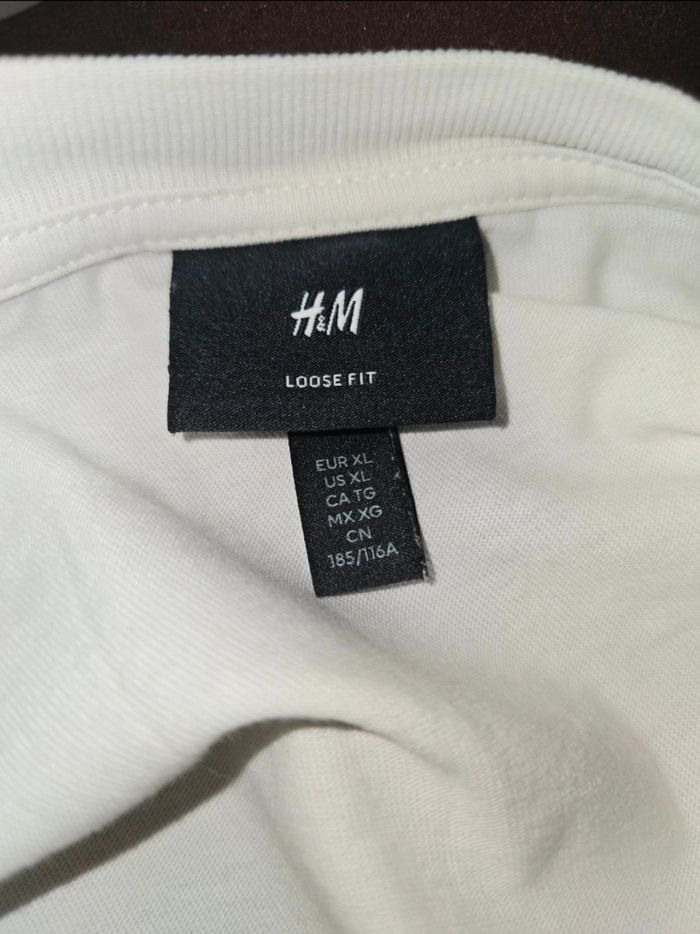 H&M
LOOSE FIT
EUR XL
US XL
CA TG
MX XG
CN
185/116A